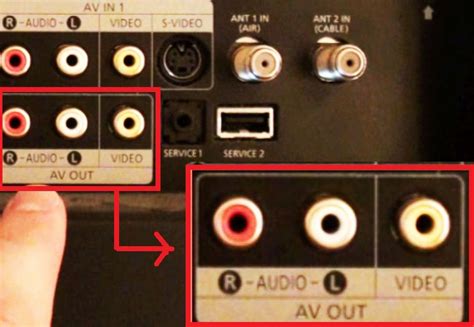 AV IN 1
R - AUDIO - L VIDEO S-VIDEO
ANT 1 IN
(AIR)
ANT 2 IN
(CABLE)
R - AUDIO - L VIDEO
AV OUT
SERVICE 1 SERVICE 2
R - AUDIO - L VIDEO
AV OUT